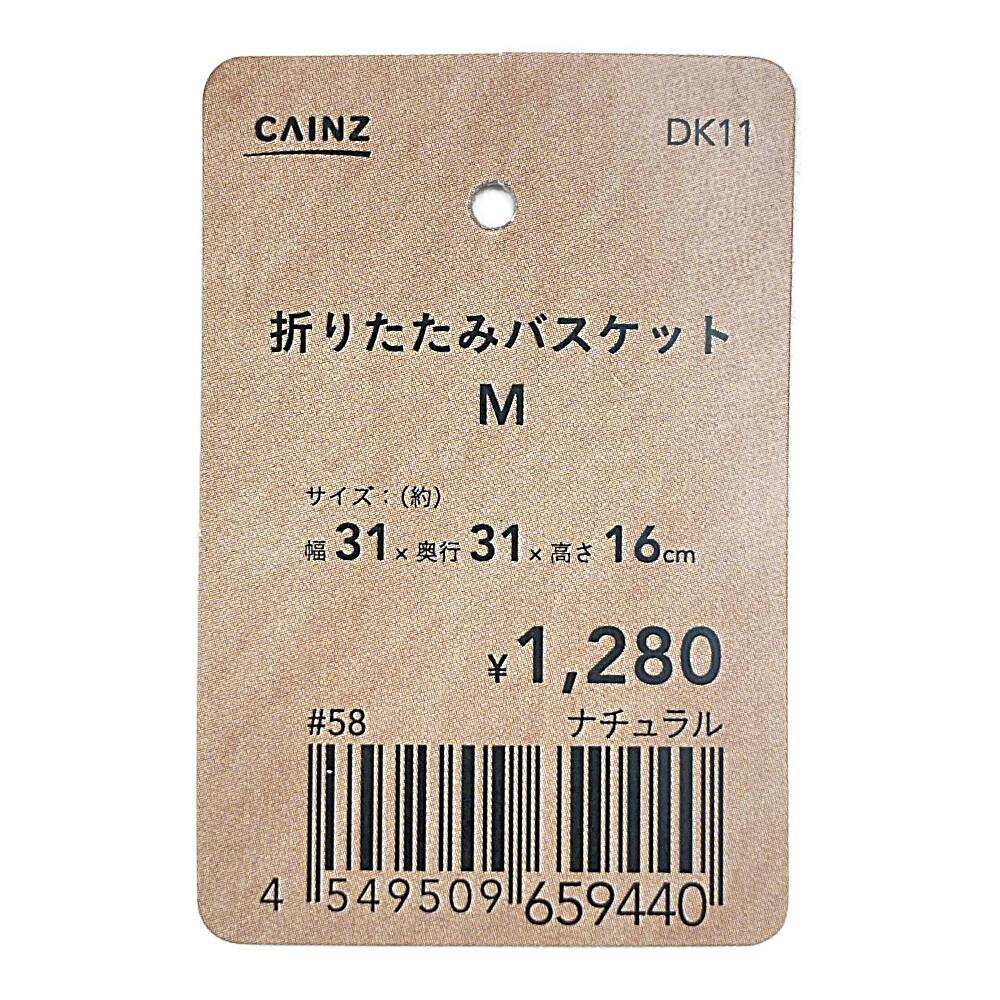 CAINZ
DK11
折りたたみバスケット
M
サイズ：(約)
幅31×奥行31×高さ16cm
¥1,280
#58 ナチュラル
4 549509 659440